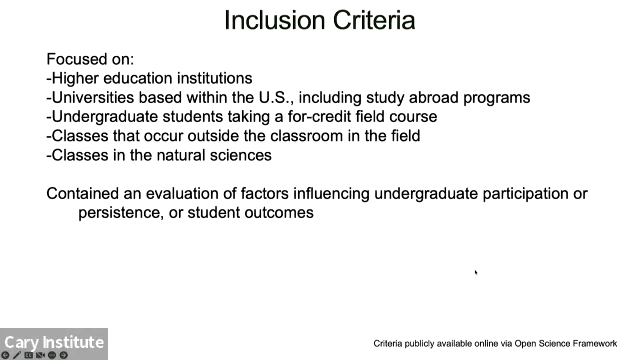 Inclusion Criteria
Focused on:
-Higher education institutions
-Universities based within the U.S., including study abroad programs
-Undergraduate students taking a for-credit field course
-Classes that occur outside the classroom in the field
-Classes in the natural sciences
Contained an evaluation of factors influencing undergraduate participation or
persistence, or student outcomes
Cary Institute
Criteria publicly available online via Open Science Framework